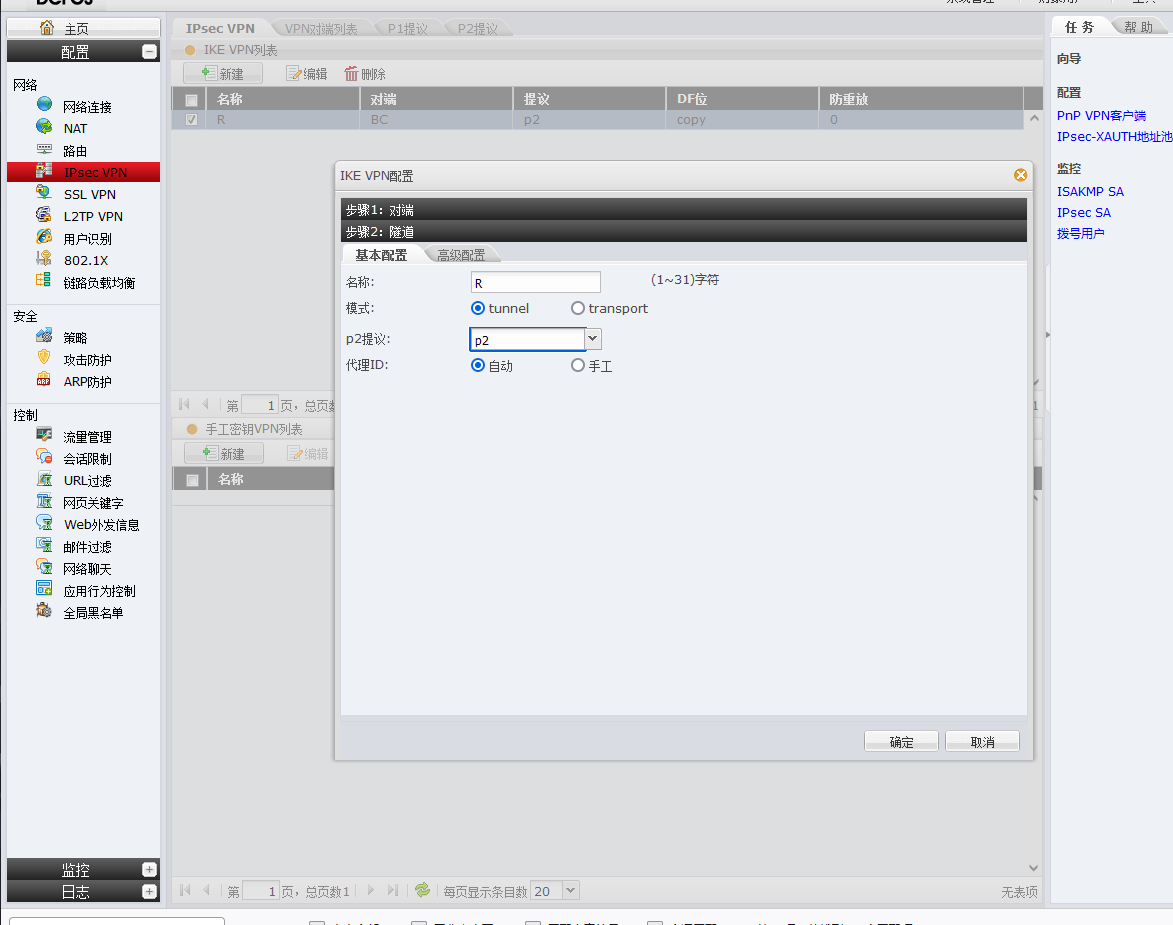 主页
配置
网络
网络连接
NAT
路由
IPsec VPN
SSL VPN
L2TP VPN
用户识别
802.1X
链路负载均衡
安全
策略
攻击防护
ARP防护
控制
流量管理
会话限制
URL过滤
网页关键字
Web外发信息
邮件过滤
网络聊天
应用行为控制
全局黑名单
监控
日志
IPsec VPN VPN对端列表 P1提议 P2提议
IKE VPN列表
新建 编辑 删除
名称 对端 提议 DF位 防重放
R BC p2 copy 0
第 1 页，总页数
手工密钥VPN列表
新建 编辑
名称
第 1 页，总页数1 每页显示条目数 20 无表项
IKE VPN配置
步骤1：对端
步骤2：隧道
基本配置 高级配置
名称: R (1~31)字符
模式: tunnel transport
p2提议: p2
代理ID: 自动 手工
确定 取消
任务 帮助
向导
配置
PnP VPN客户端
IPsec-XAUTH地址池
监控
ISAKMP SA
IPsec SA
拨号用户